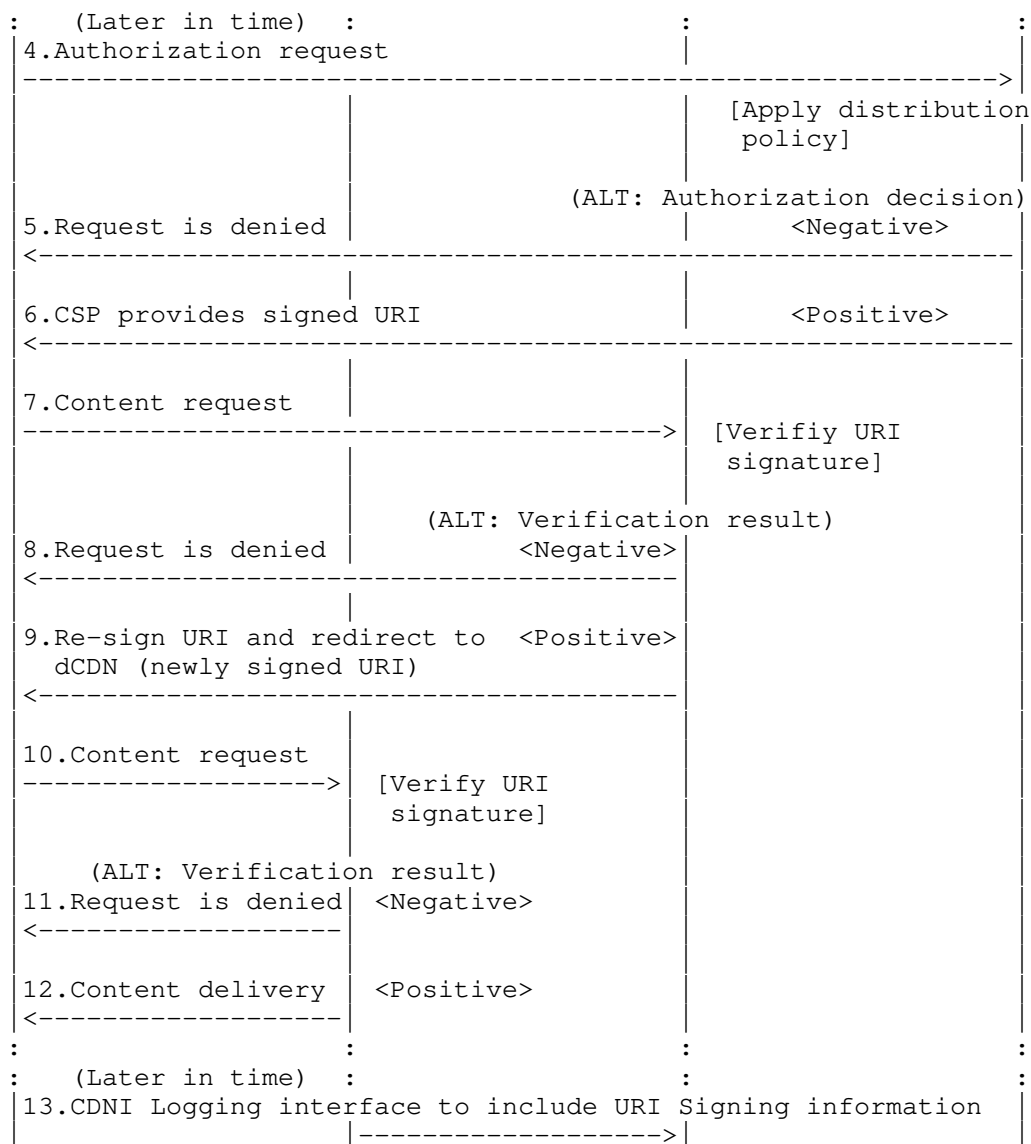 : (Later in time) : : :
|4.Authorization request | |
|------------------------------------------------------------->|
| | | [Apply distribution
| | | policy] |
| | | |
| | (ALT: Authorization decision)
|5.Request is denied | | <Negative> |
|<-------------------------------------------------------------|
| | | |
|6.CSP provides signed URI | <Positive> |
|<-------------------------------------------------------------|
| | | |
|7.Content request | | |
|---------------------------------------->| [Verifiy URI |
| | | signature] |
| | | |
| | (ALT: Verification result) |
|8.Request is denied | <Negative>| |
|<----------------------------------------| |
| | | |
|9.Re-sign URI and redirect to <Positive>| |
| dCDN (newly signed URI) | |
|<----------------------------------------| |
| | | |
|10.Content request | | |
|------------------->| [Verify URI | |
| | signature] | |
| | | |
| (ALT: Verification result) | |
|11.Request is denied| <Negative> | |
|<-------------------| | |
| | | |
|12.Content delivery | <Positive> | |
|<-------------------| | |
: : : :
: (Later in time) : : :
|13.CDNI Logging interface to include URI Signing information |
| |------------------->| |